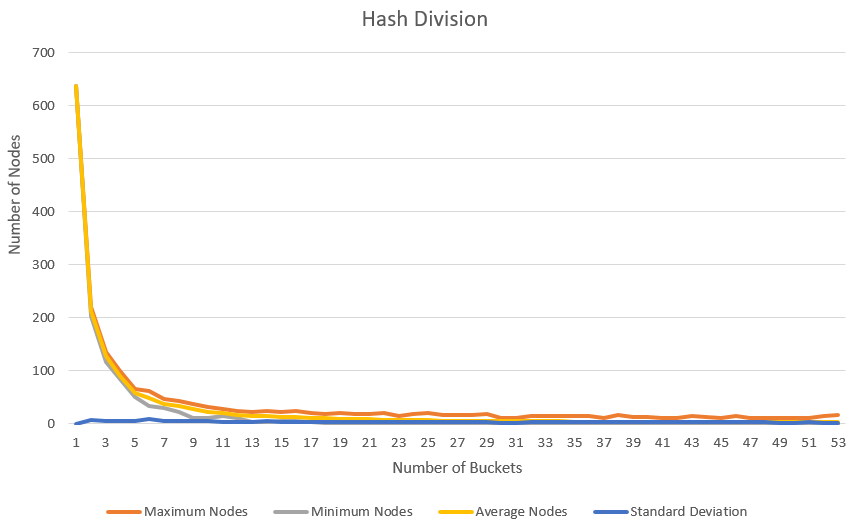 Hash Division
700
600
500
400
300
200
100
0
Number of Nodes
1 3 5 7 9 11 13 15 17 19 21 23 25 27 29 31 33 35 37 39 41 43 45 47 49 51 53
Number of Buckets
Maximum Nodes Minimum Nodes Average Nodes Standard Deviation